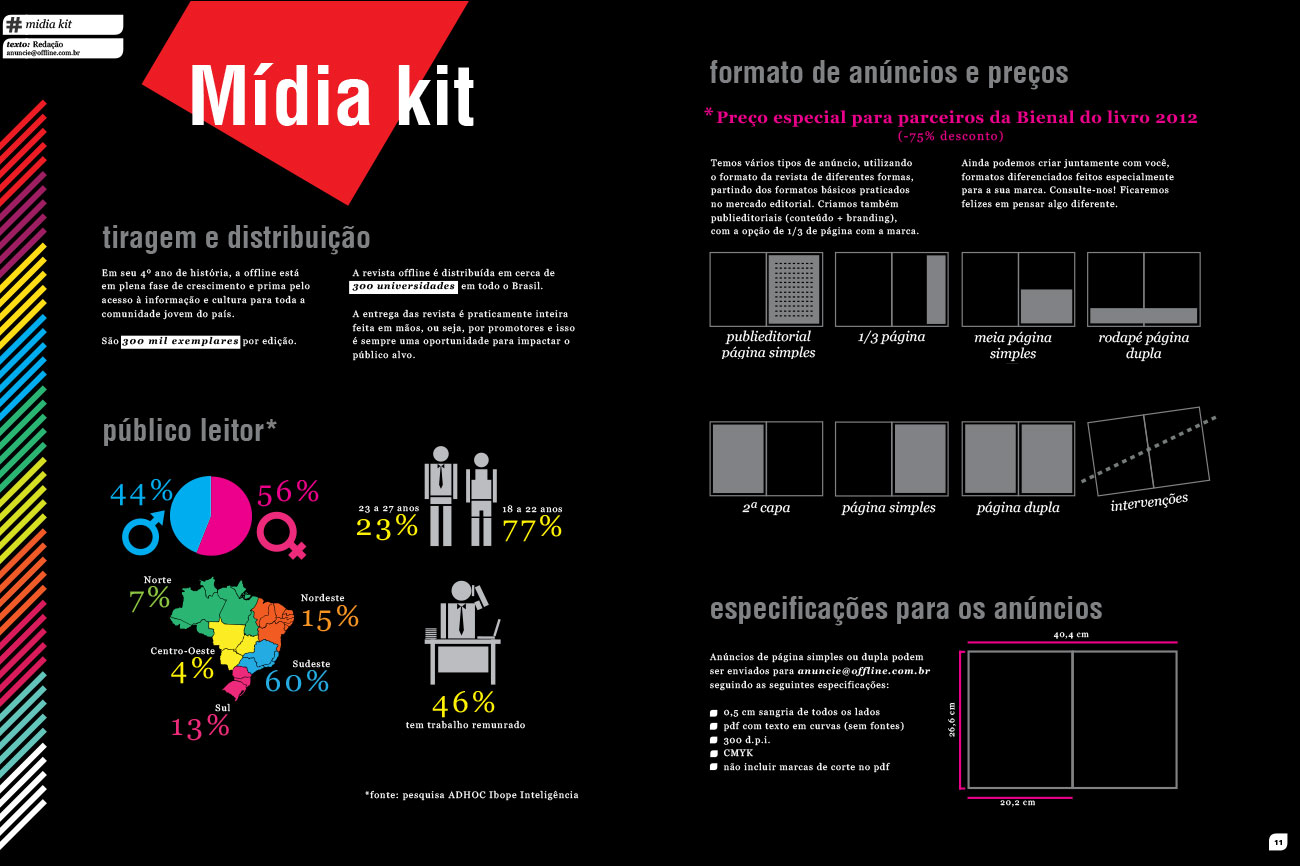 # midia kit
texto: Redação
anuncie@offline.com.br
Mídia kit
tiragem e distribuição
Em seu 4º ano de história, a offline está
em plena fase de crescimento e prima pelo
acesso à informação e cultura para toda a
comunidade jovem do país.
São 300 mil exemplares por edição.
A revista offline é distribuída em cerca de
300 universidades em todo o Brasil.
A entrega das revista é praticamente inteira
feita em mãos, ou seja, por promotores e isso
é sempre uma oportunidade para impactar o
público alvo.
público leitor*
44%
56%
23 a 27 anos
23%
18 a 22 anos
77%
Norte
7%
Nordeste
15%
Centro-Oeste
4%
Sudeste
60%
Sul
13%
46%
tem trabalho remunrado
*fonte: pesquisa ADHOC Ibope Inteligência
formato de anúncios e preços
*Preço especial para parceiros da Bienal do livro 2012
(-75% desconto)
Temos vários tipos de anúncio, utilizando
o formato da revista de diferentes formas,
partindo dos formatos básicos praticados
no mercado editorial. Criamos também
publieditoriais (conteúdo + branding),
com a opção de 1/3 de página com a marca.
Ainda podemos criar juntamente com você,
formatos diferenciados feitos especialmente
para a sua marca. Consulte-nos! Ficaremos
felizes em pensar algo diferente.
publieditorial
página simples
1/3 página
meia página
simples
rodapé página
dupla
2ª capa
página simples
página dupla
intervenções
especificações para os anúncios
Anúncios de página simples ou dupla podem
ser enviados para anuncie@offline.com.br
seguindo as seguintes especificações:
0,5 cm sangria de todos os lados
pdf com texto em curvas (sem fontes)
300 d.p.i.
CMYK
não incluir marcas de corte no pdf
40,4 cm
26,6 cm
20,2 cm
11